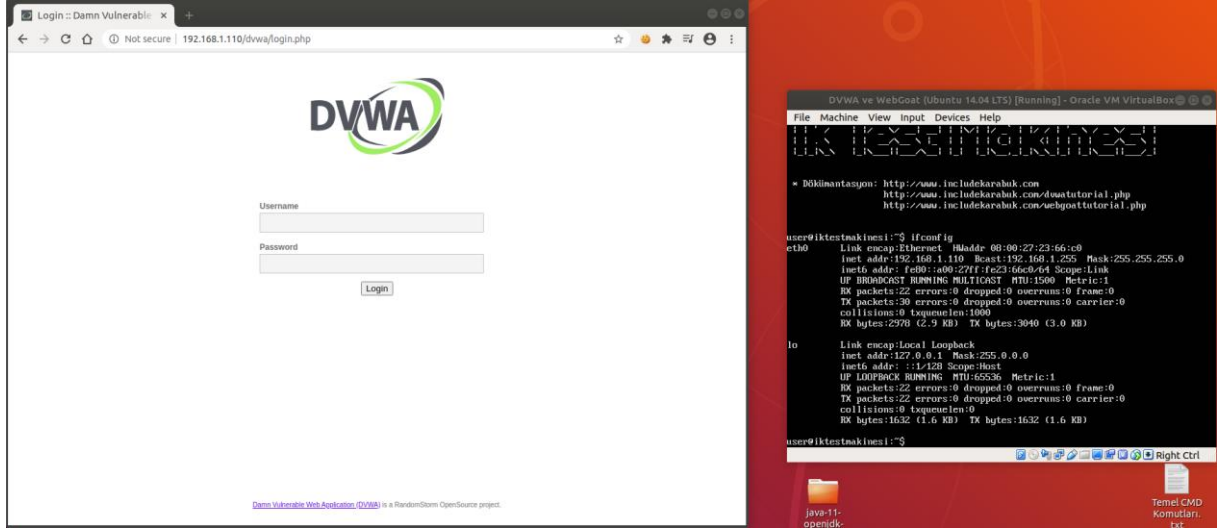 Login :: Damn Vulnerable
Not secure | 192.168.1.110/dvwa/login.php
DVWA
Username
Password
Login
Damn Vulnerable Web Application (DVWA) is a RandomStorm OpenSource project.
DVWA ve WebGoat (Ubuntu 14.04 LTS) [Running] - Oracle VM VirtualBox
File Machine View Input Devices Help
IK TestMakinesi
* Dökümantasyon: http://www.includekarabuk.com
http://www.includekarabuk.com/dvwatutorial.php
http://www.includekarabuk.com/webgoattutorial.php
user@iktestmakinesi:~$ ifconfig
eth0 Link encap:Ethernet HWaddr 08:00:27:23:66:c0
inet addr:192.168.1.110 Bcast:192.168.1.255 Mask:255.255.255.0
inet6 addr: fe80::a00:27ff:fe23:66c0/64 Scope:Link
UP BROADCAST RUNNING MULTICAST MTU:1500 Metric:1
RX packets:22 errors:0 dropped:0 overruns:0 frame:0
TX packets:30 errors:0 dropped:0 overruns:0 carrier:0
collisions:0 txqueuelen:1000
RX bytes:2978 (2.9 KB) TX bytes:3040 (3.0 KB)
lo Link encap:Local Loopback
inet addr:127.0.0.1 Mask:255.0.0.0
inet6 addr: ::1/128 Scope:Host
UP LOOPBACK RUNNING MTU:65536 Metric:1
RX packets:22 errors:0 dropped:0 overruns:0 frame:0
TX packets:22 errors:0 dropped:0 overruns:0 carrier:0
collisions:0 txqueuelen:0
RX bytes:1632 (1.6 KB) TX bytes:1632 (1.6 KB)
user@iktestmakinesi:~$
Right Ctrl
java-11-
openjdk-
Temel CMD
Komutları.
txt